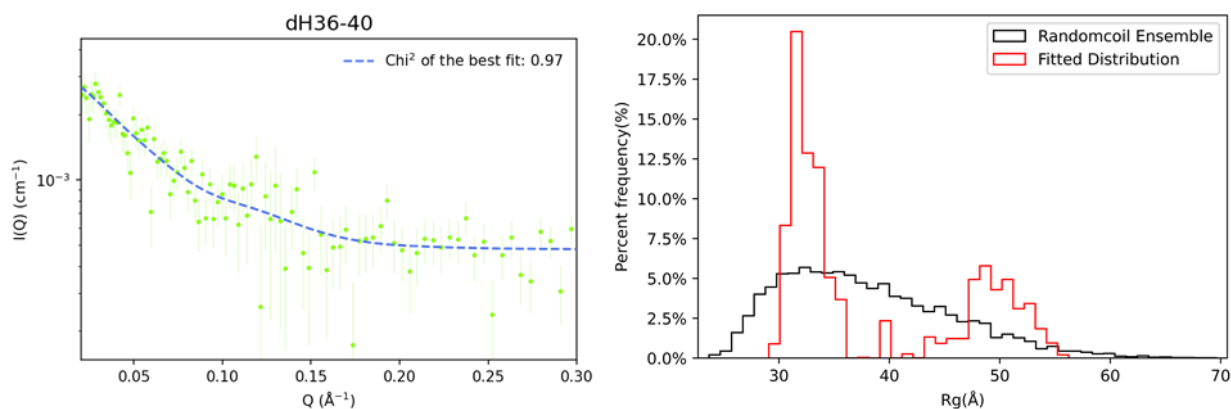 dH36-40
Chi² of the best fit: 0.97
I(Q) (cm⁻¹)
10⁻³
0.05 0.10 0.15 0.20 0.25 0.30
Q (Å⁻¹)
Randomcoil Ensemble
Fitted Distribution
Percent frequency(%)
20.0%
17.5%
15.0%
12.5%
10.0%
7.5%
5.0%
2.5%
0.0%
30 40 50 60 70
Rg(Å)